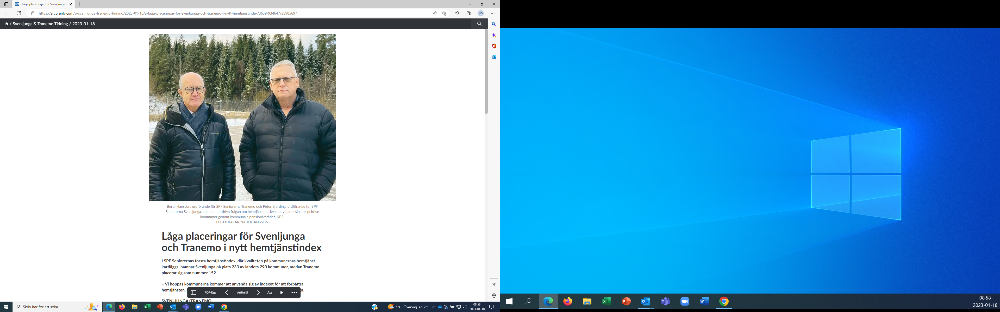 Låga placeringar för Svenljunga
https://stt.prenly.com/p/svenljunga-tranemo-tidning/2023-01-18/a/laga-placeringar-for-svenljunga-och-tranemo-i-nytt-hemtjanstindex/3639/934647/35985697
HO
/ Svenljunga & Tranemo Tidning / 2023-01-18
Bertil Hansson, ordförande för SPF Seniorerna Tranemo och Peter Björding, ordförande för SPF
Seniorerna Svenljunga, kommer att driva frågan om hemtjänstens kvalitet vidare i sina respektive
kommuner genom kommunala pensionärsrådet, KPR.
FOTO: KATARINA JOHANSSON
Låga placeringar för Svenljunga
och Tranemo i nytt hemtjänstindex
I SPF Seniorernas första hemtjänstindex, där kvaliteten på kommunernas hemtjänst
kartläggs, hamnar Svenljunga på plats 233 av landets 290 kommuner, medan Tranemo
placerar sig som nummer 152.
– Vi hoppas kommunerna kommer att använda sig av indexet för att förbättra
hemtjänsten,
PDF-läge
Artikel 5
Aa
SVENLJUNGA/TRANEMO
Skriv här för att söka
1°C Överväg. soligt
08:58
2023-01-18
08:58
2023-01-18